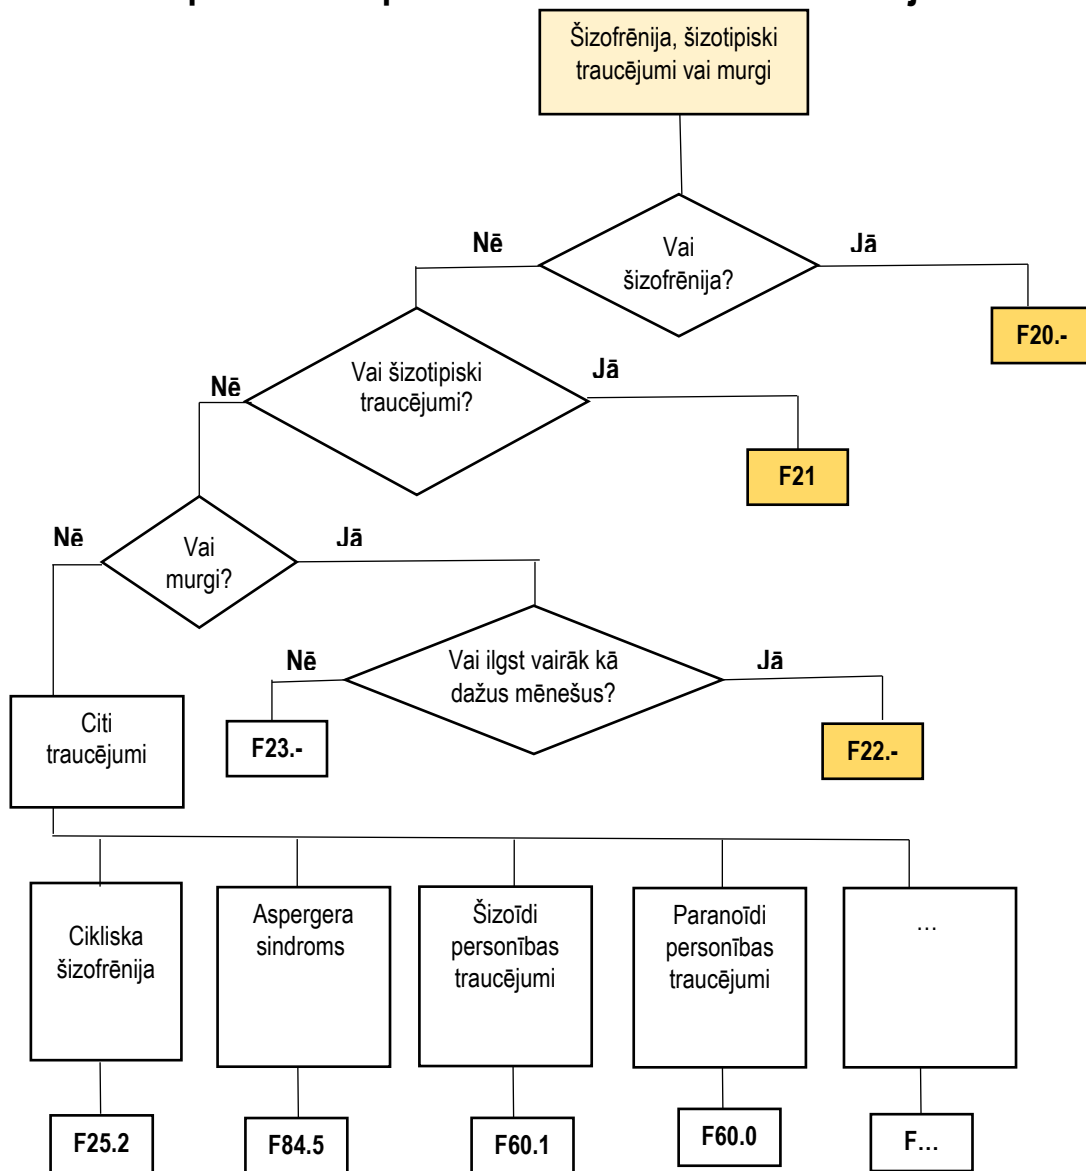 Šizofrēnija, šizotipiski
traucējumi vai murgi
Nē
Vai
šizofrēnija?
Jā
F20.-
Nē
Vai šizotipiski
traucējumi?
Jā
F21
Nē
Vai
murgi?
Jā
Nē
Vai ilgst vairāk kā
dažus mēnešus?
Jā
Citi
traucējumi
F23.-
F22.-
Cikliska
šizofrēnija
Aspergera
sindroms
Šizoīdi
personības
traucējumi
Paranoīdi
personības
traucējumi
…
F25.2
F84.5
F60.1
F60.0
F…